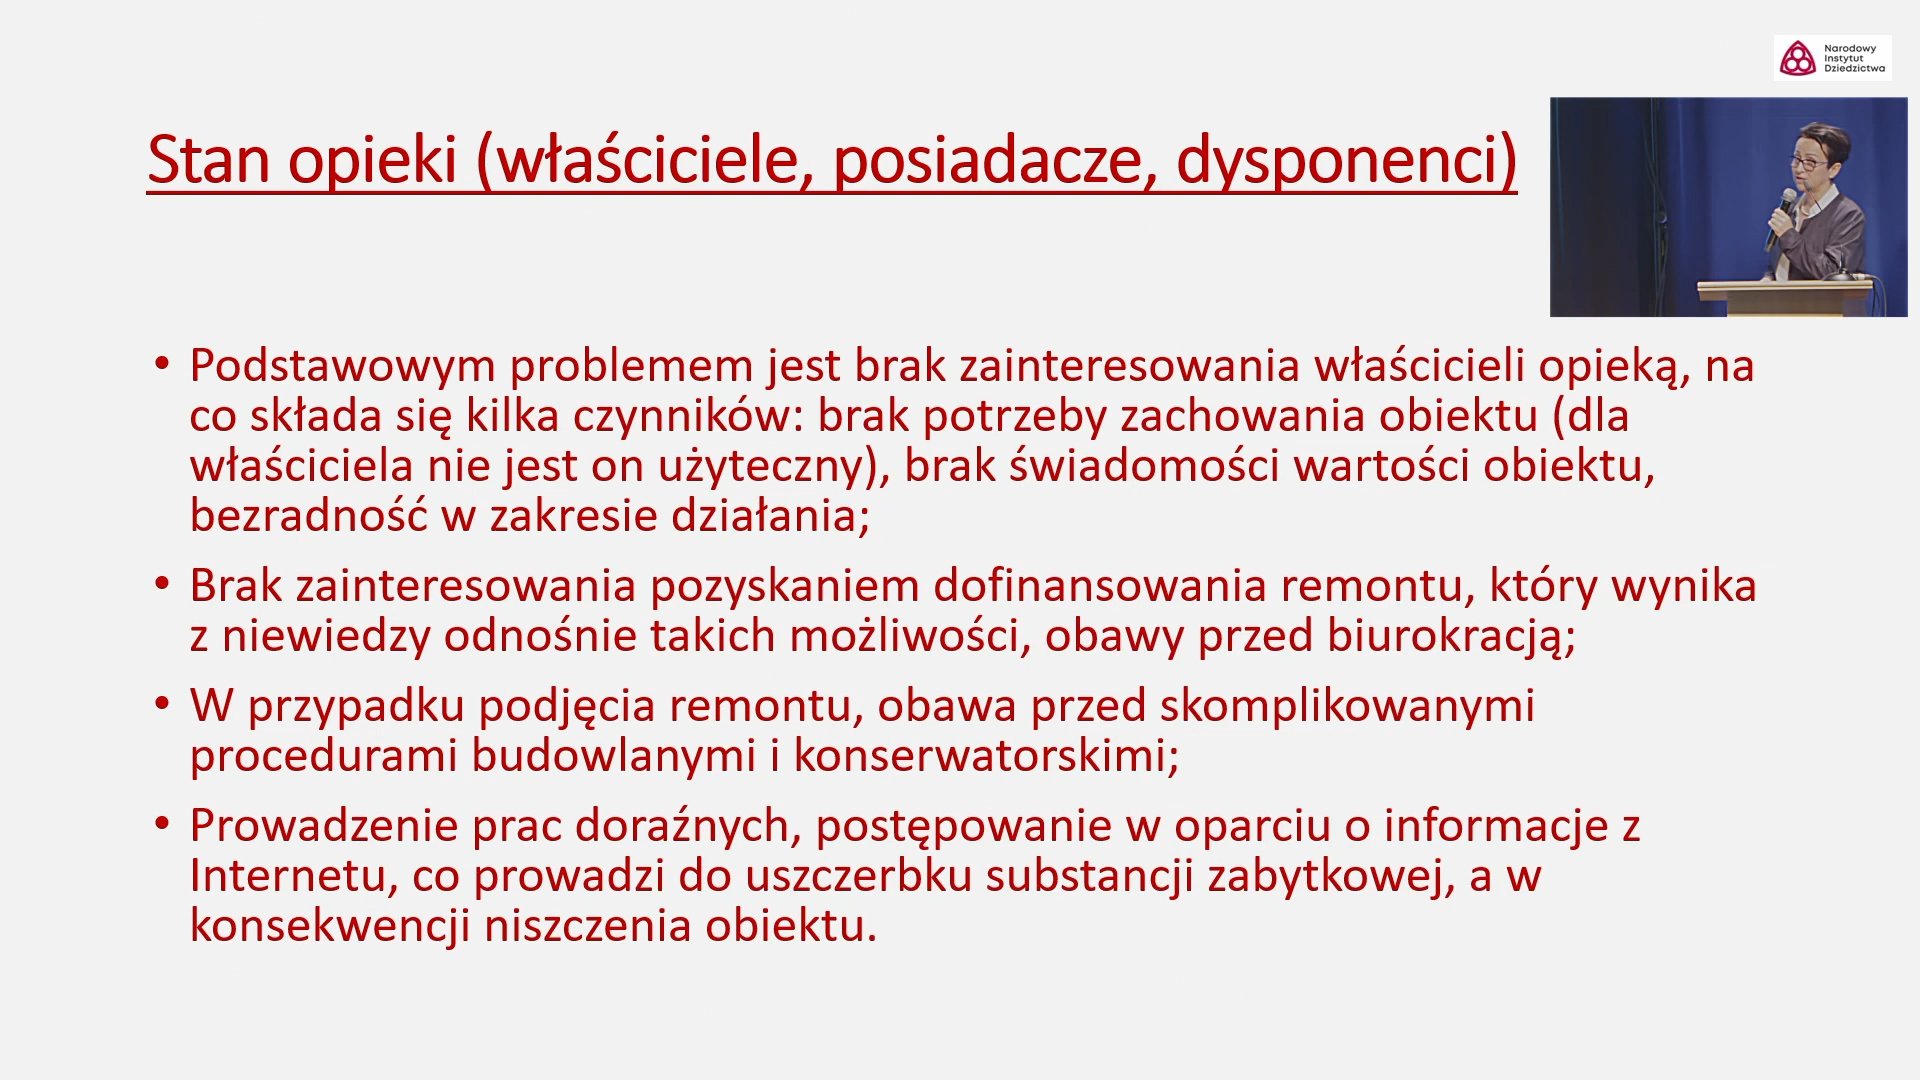 Narodowy
Instytut
Dziedzictwa
Stan opieki (właściciele, posiadacze, dysponenci)
• Podstawowym problemem jest brak zainteresowania właścicieli opieką, na
co składa się kilka czynników: brak potrzeby zachowania obiektu (dla
właściciela nie jest on użyteczny), brak świadomości wartości obiektu,
bezradność w zakresie działania;
• Brak zainteresowania pozyskaniem dofinansowania remontu, który wynika
z niewiedzy odnośnie takich możliwości, obawy przed biurokracją;
• W przypadku podjęcia remontu, obawa przed skomplikowanymi
procedurami budowlanymi i konserwatorskimi;
• Prowadzenie prac doraźnych, postępowanie w oparciu o informacje z
Internetu, co prowadzi do uszczerbku substancji zabytkowej, a w
konsekwencji niszczenia obiektu.